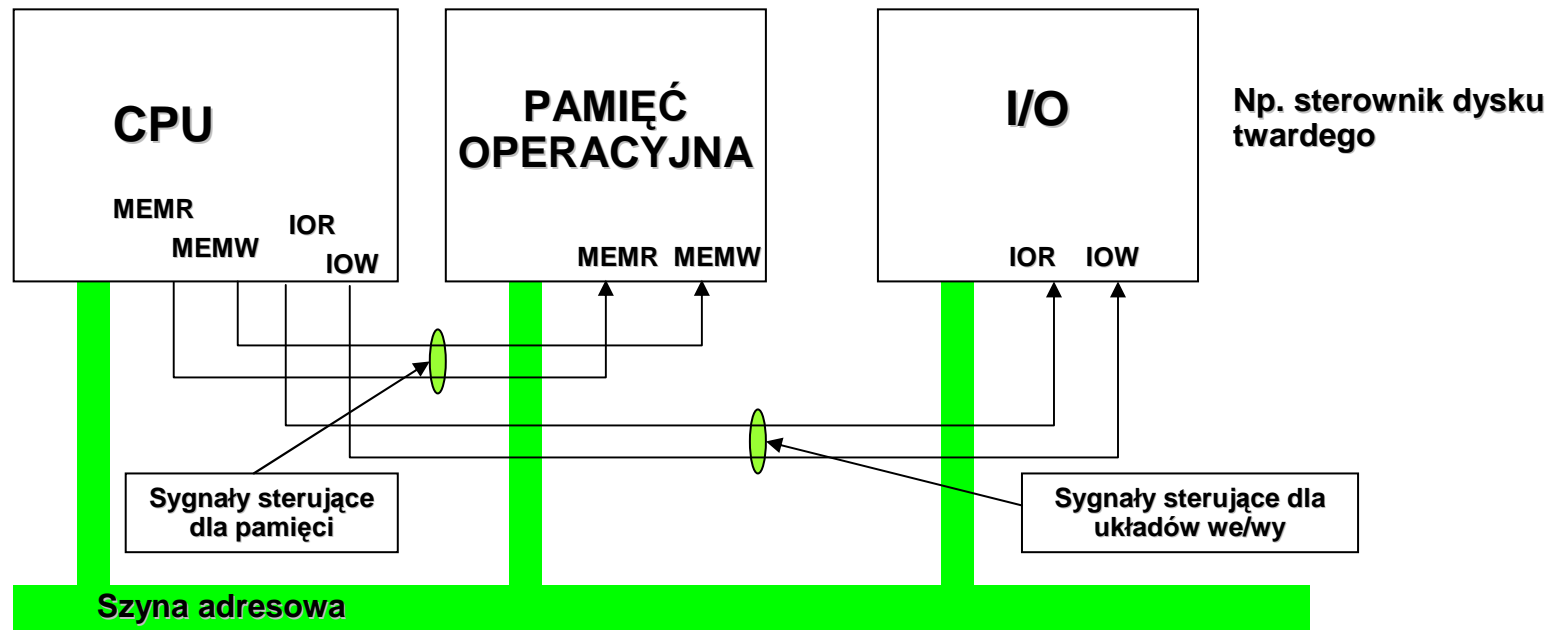 CPU
MEMR
MEMW
IOR
IOW
PAMIĘĆ
OPERACYJNA
MEMR MEMW
I/O
IOR IOW
Np. sterownik dysku
twardego
Sygnały sterujące
dla pamięci
Sygnały sterujące dla
układów we/wy
Szyna adresowa